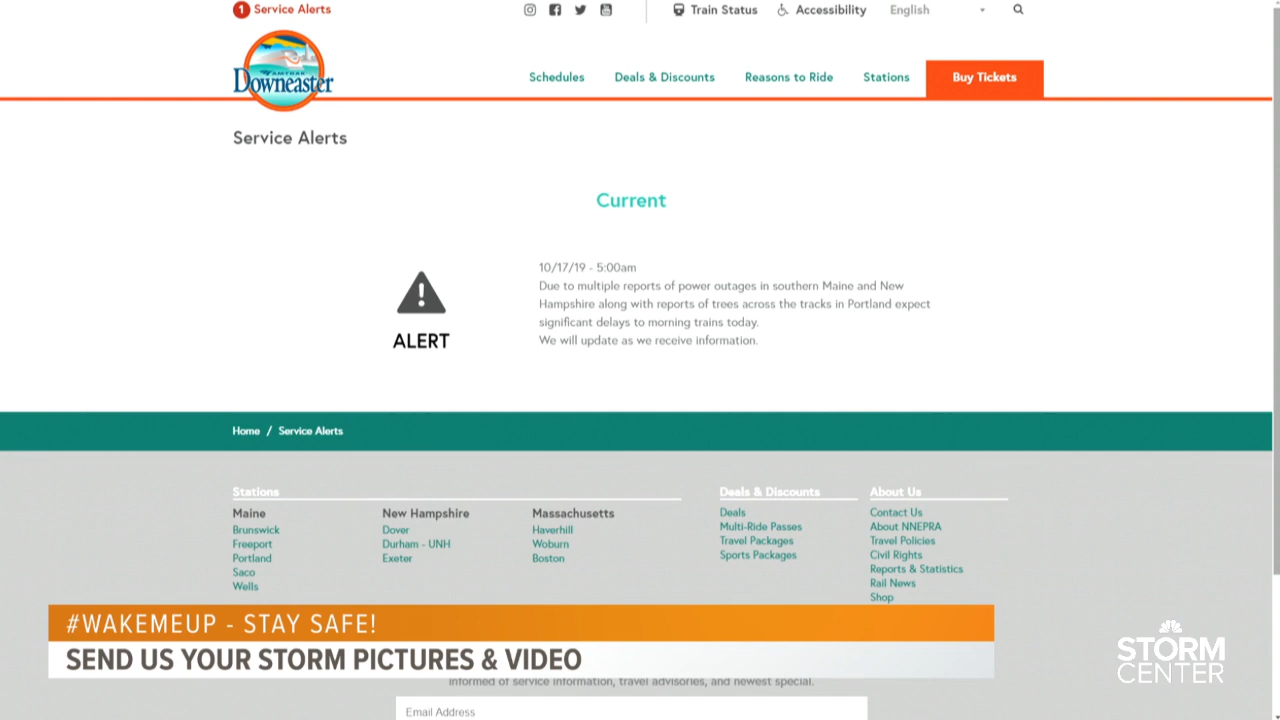 1 Service Alerts
Train Status
Accessibility
English
AMTRAK
Downeaster
Schedules
Deals & Discounts
Reasons to Ride
Stations
Buy Tickets
Service Alerts
Current
ALERT
10/17/19 - 5:00am
Due to multiple reports of power outages in southern Maine and New
Hampshire along with reports of trees across the tracks in Portland expect
significant delays to morning trains today.
We will update as we receive information.
Home / Service Alerts
Stations
Maine
Brunswick
Freeport
Portland
Saco
Wells
New Hampshire
Dover
Durham - UNH
Exeter
Massachusetts
Haverhill
Woburn
Boston
Deals & Discounts
Deals
Multi-Ride Passes
Travel Packages
Sports Packages
About Us
Contact Us
About NNEPRA
Travel Policies
Civil Rights
Reports & Statistics
Rail News
Shop
#WAKEMEUP - STAY SAFE!
SEND US YOUR STORM PICTURES & VIDEO
STORM
CENTER
informed of service information, travel advisories, and newest special.
Email Address